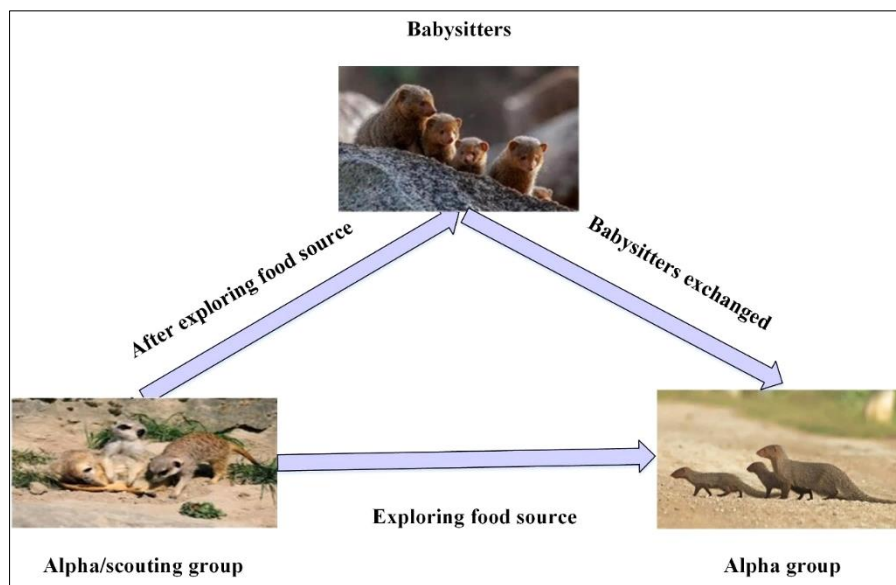 Babysitters
After exploring food source
Babysitters exchanged
Exploring food source
Alpha/scouting group
Alpha group